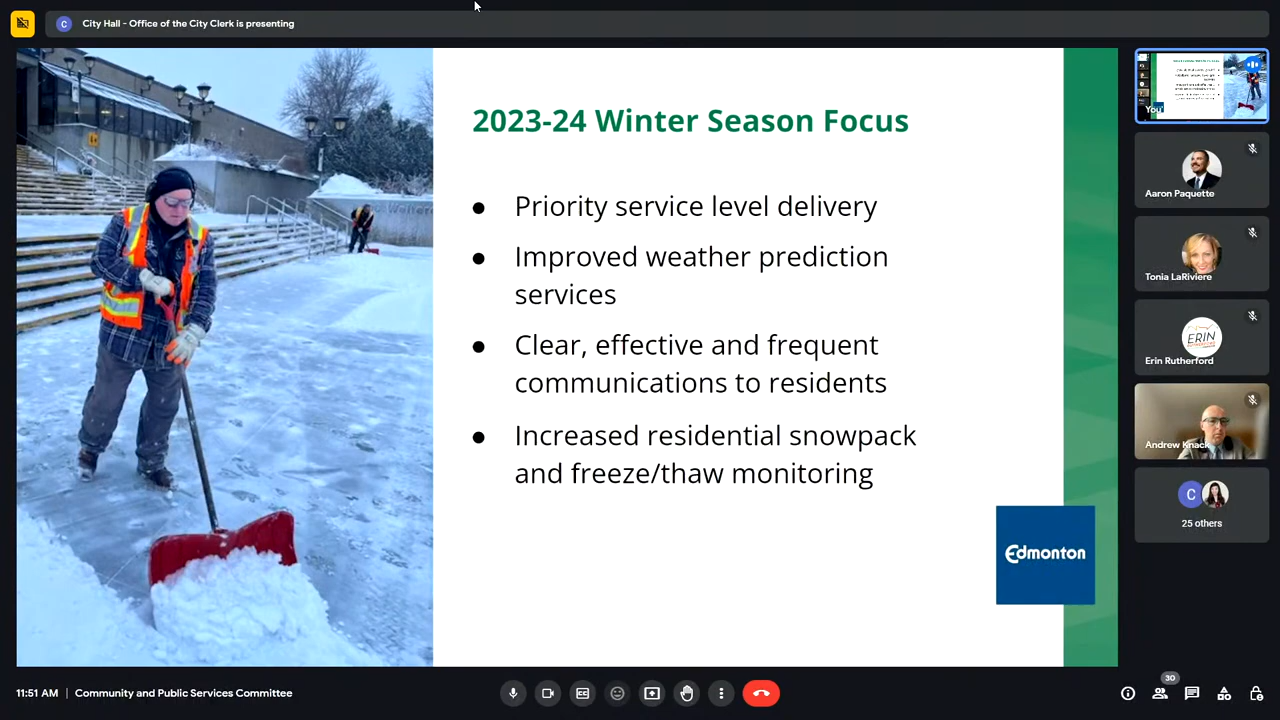 City Hall - Office of the City Clerk is presenting
2023-24 Winter Season Focus
● Priority service level delivery
● Improved weather prediction
services
● Clear, effective and frequent
communications to residents
● Increased residential snowpack
and freeze/thaw monitoring
Edmonton
You
Aaron Paquette
Tonia LaRiviere
ERIN
Erin Rutherford
Andrew Knack
C
25 others
11:51 AM | Community and Public Services Committee
30